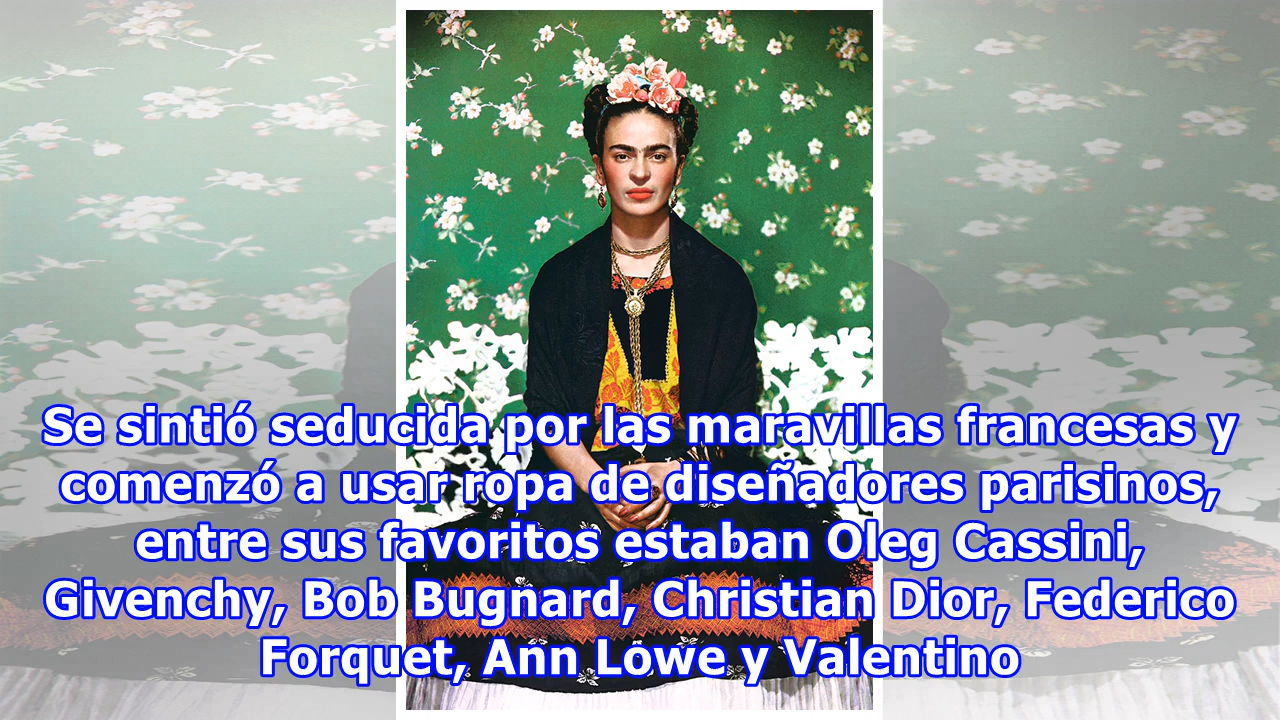 Se sintió seducida por las maravillas francesas y
comenzó a usar ropa de diseñadores parisinos,
entre sus favoritos estaban Oleg Cassini,
Givenchy, Bob Bugnard, Christian Dior, Federico
Forquet, Ann Lowe y Valentino